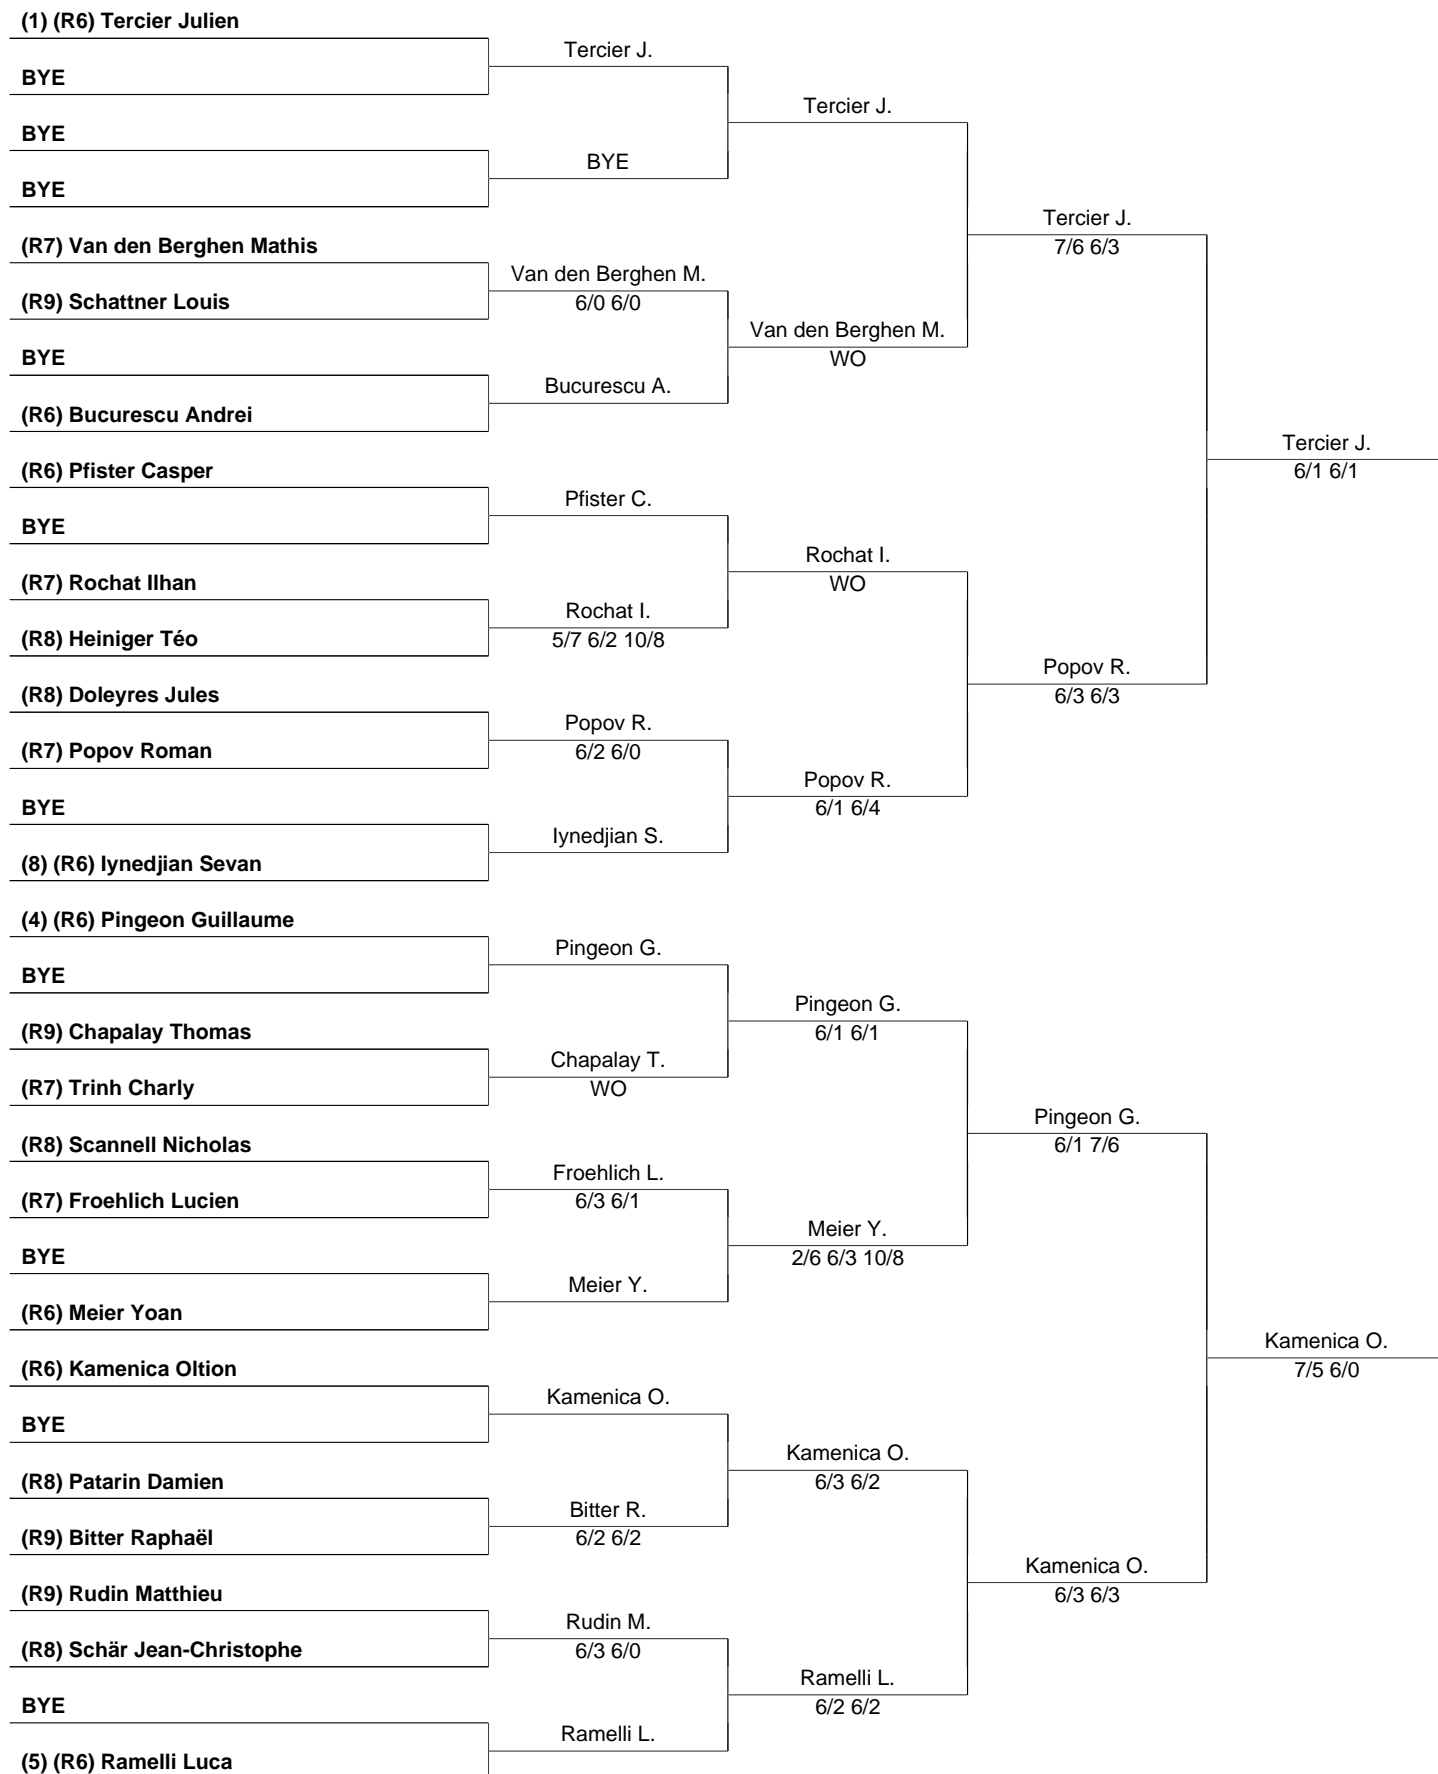 (1) (R6) Tercier Julien
Tercier J.
BYE
Tercier J.
BYE
BYE
BYE
Tercier J.
7/6 6/3
(R7) Van den Berghen Mathis
Van den Berghen M.
6/0 6/0
(R9) Schattner Louis
Van den Berghen M.
WO
BYE
Bucurescu A.
(R6) Bucurescu Andrei
Tercier J.
6/1 6/1
(R6) Pfister Casper
Pfister C.
BYE
Rochat I.
WO
(R7) Rochat Ilhan
Rochat I.
5/7 6/2 10/8
(R8) Heiniger Téo
Popov R.
6/3 6/3
(R8) Doleyres Jules
Popov R.
6/2 6/0
(R7) Popov Roman
Popov R.
6/1 6/4
BYE
Iynedjian S.
(8) (R6) Iynedjian Sevan
(4) (R6) Pingeon Guillaume
Pingeon G.
BYE
Pingeon G.
6/1 6/1
(R9) Chapalay Thomas
Chapalay T.
WO
(R7) Trinh Charly
Pingeon G.
6/1 7/6
(R8) Scannell Nicholas
Froehlich L.
6/3 6/1
(R7) Froehlich Lucien
Meier Y.
2/6 6/3 10/8
BYE
Meier Y.
(R6) Meier Yoan
Kamenica O.
7/5 6/0
(R6) Kamenica Oltion
Kamenica O.
BYE
Kamenica O.
6/3 6/2
(R8) Patarin Damien
Bitter R.
6/2 6/2
(R9) Bitter Raphaël
Kamenica O.
6/3 6/3
(R9) Rudin Matthieu
Rudin M.
6/3 6/0
(R8) Schär Jean-Christophe
Ramelli L.
6/2 6/2
BYE
Ramelli L.
(5) (R6) Ramelli Luca